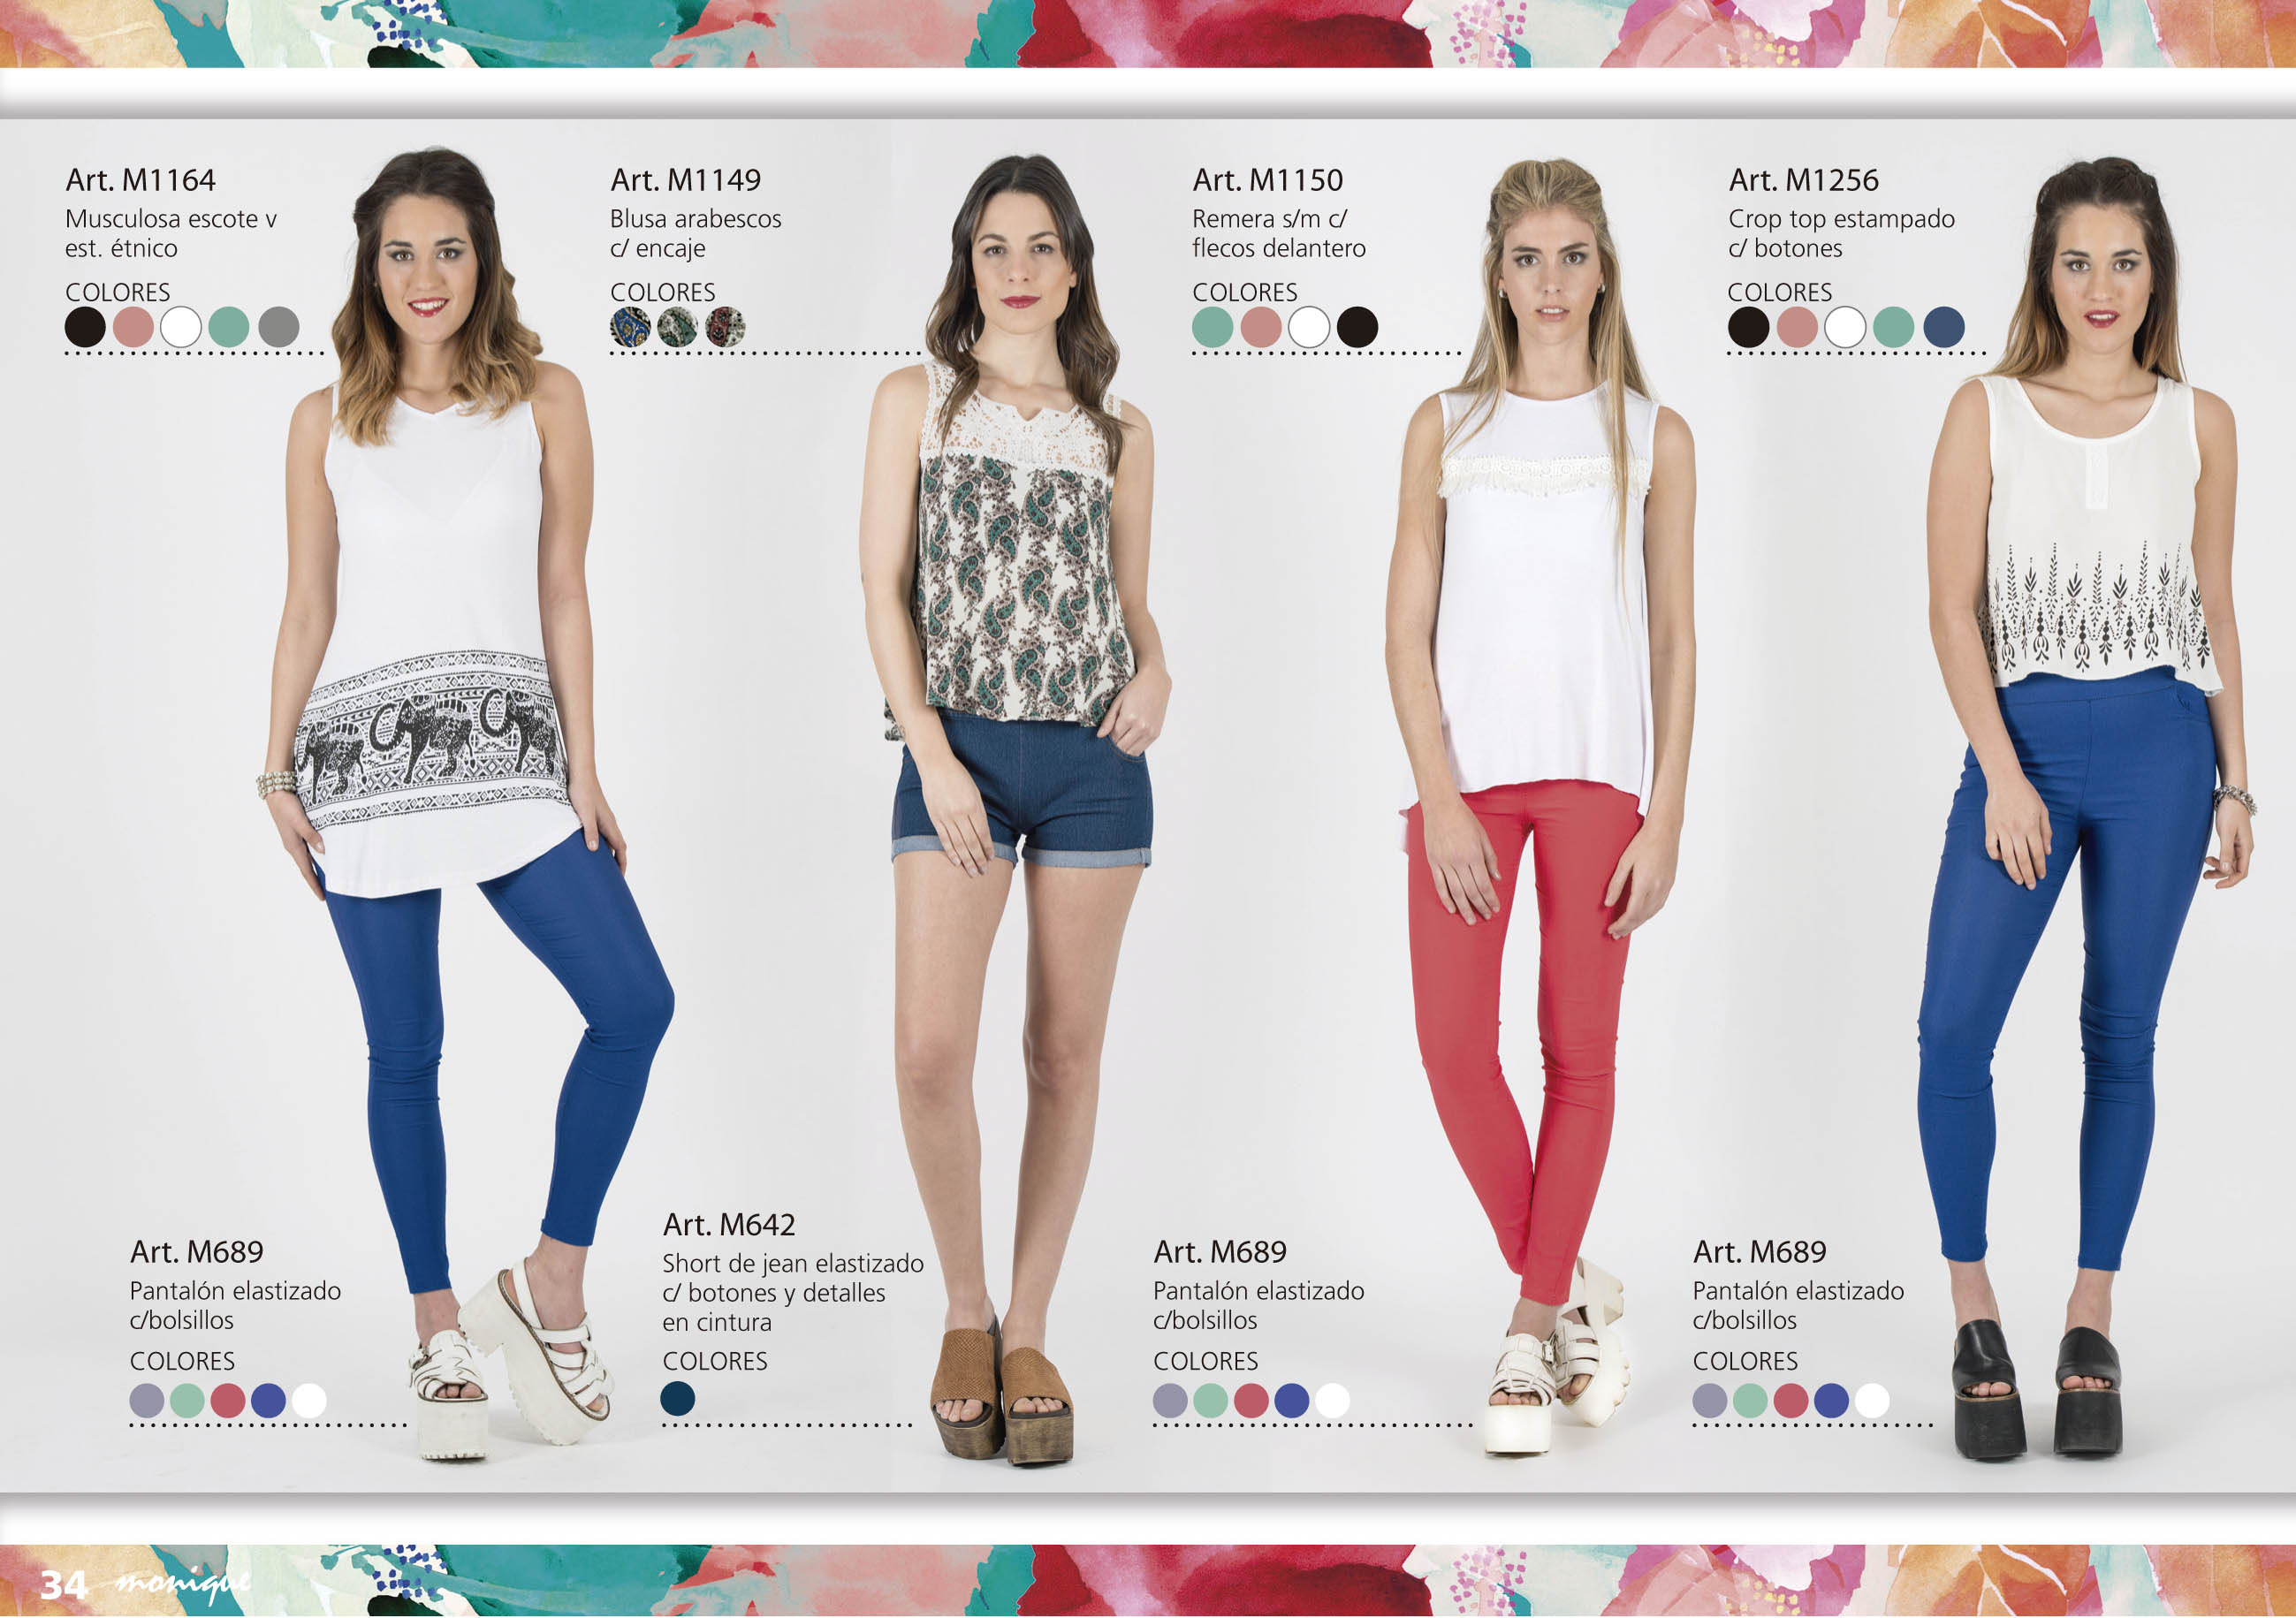 Art. M1164
Musculosa escote v
est. étnico
COLORES
Art. M1149
Blusa arabescos
c/ encaje
COLORES
Art. M1150
Remera s/m c/
flecos delantero
COLORES
Art. M1256
Crop top estampado
c/ botones
COLORES
Art. M689
Pantalón elastizado
c/bolsillos
COLORES
Art. M642
Short de jean elastizado
c/ botones y detalles
en cintura
COLORES
Art. M689
Pantalón elastizado
c/bolsillos
COLORES
Art. M689
Pantalón elastizado
c/bolsillos
COLORES
34 monique